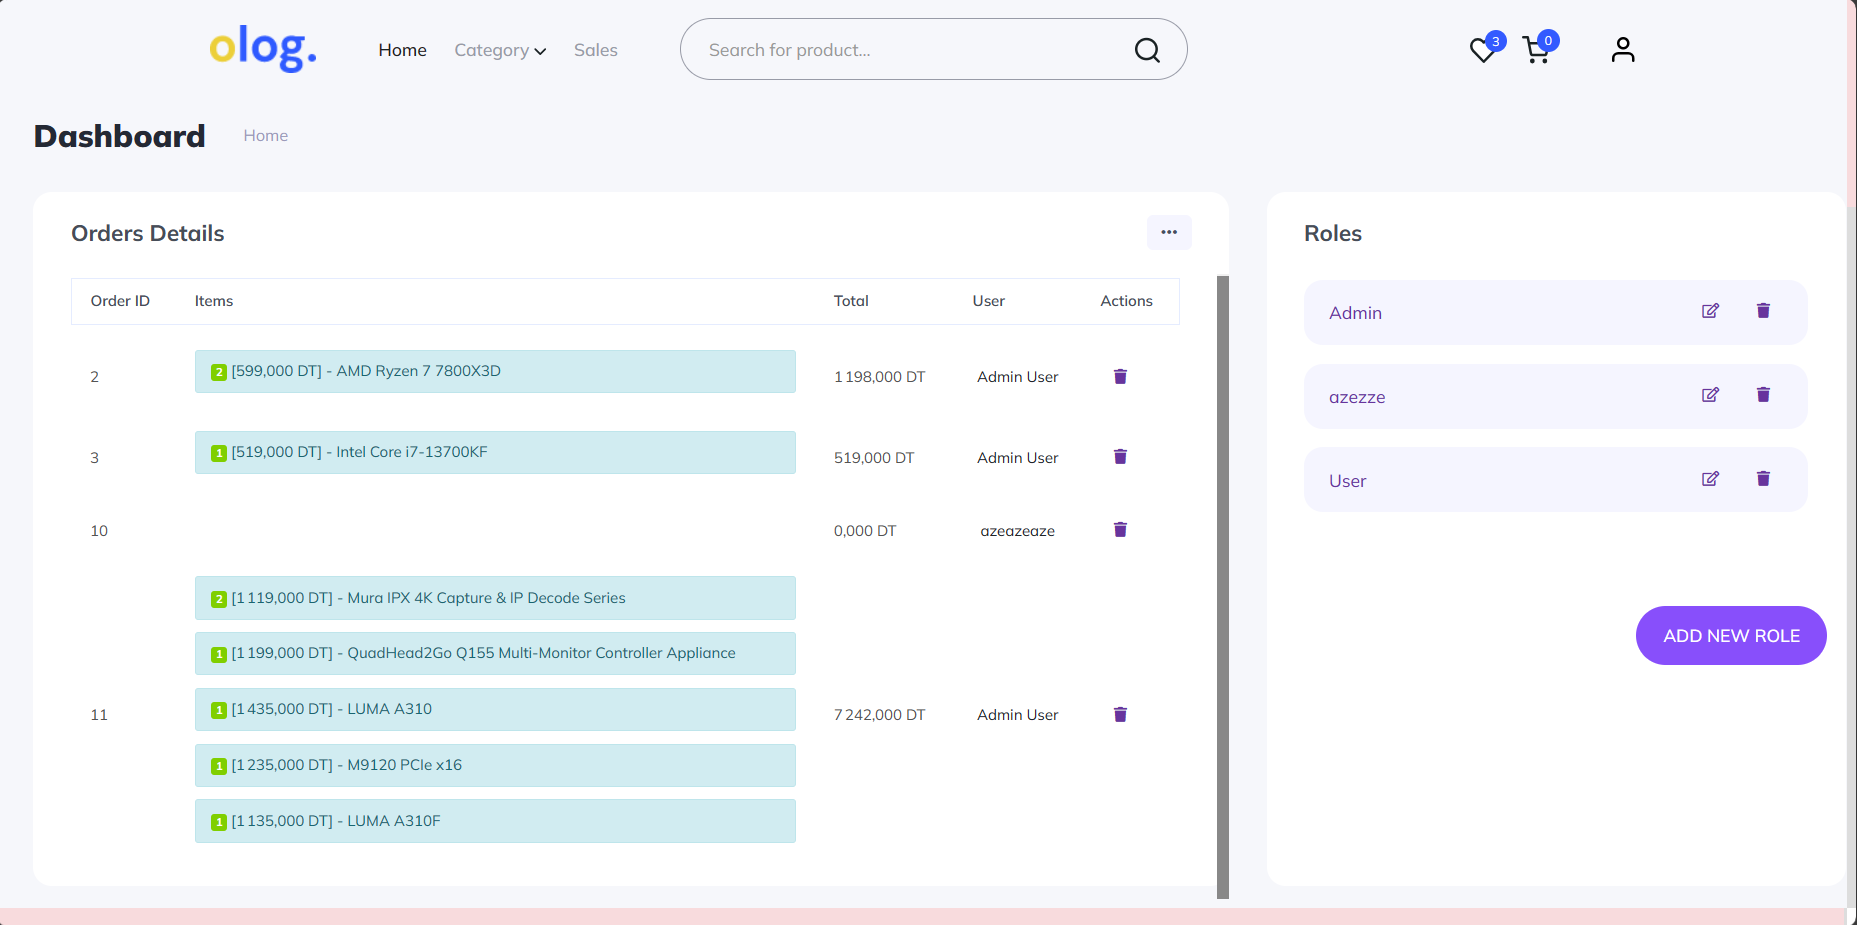 olog.
Home Category Sales
Search for product...
3
0
Dashboard Home
Orders Details
Order ID Items Total User Actions
2 2 [599,000 DT] - AMD Ryzen 7 7800X3D 1 198,000 DT Admin User
3 1 [519,000 DT] - Intel Core i7-13700KF 519,000 DT Admin User
10 0,000 DT azeazeaze
2 [1 119,000 DT] - Mura IPX 4K Capture & IP Decode Series
1 [1 199,000 DT] - QuadHead2Go Q155 Multi-Monitor Controller Appliance
11 1 [1 435,000 DT] - LUMA A310 7 242,000 DT Admin User
1 [1 235,000 DT] - M9120 PCIe x16
1 [1 135,000 DT] - LUMA A310F
Roles
Admin
azezze
User
ADD NEW ROLE